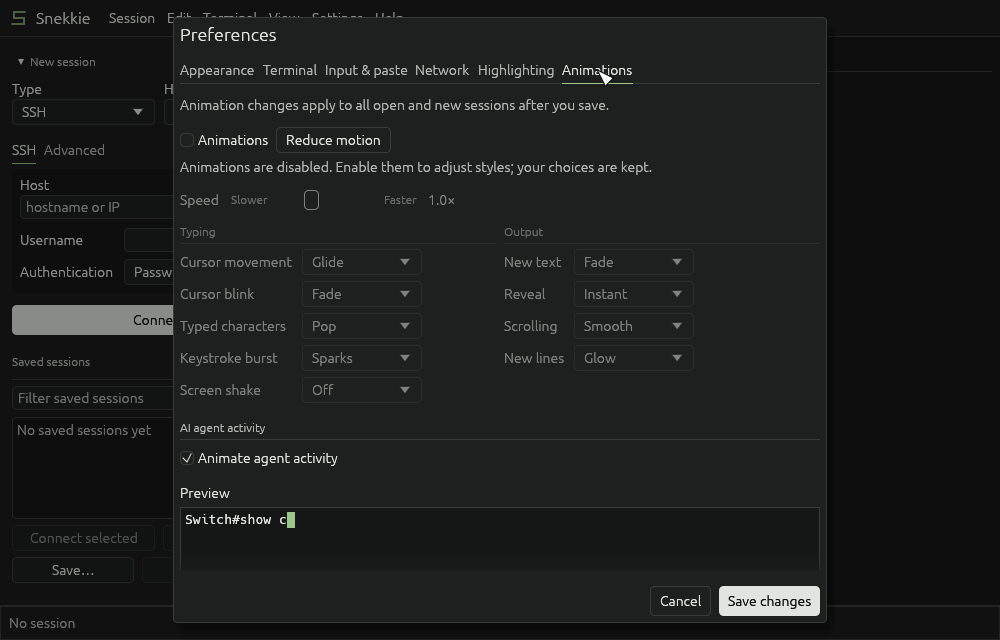 Snekkie Session Edit Terminal View Settings Help
▼ New session
Type
SSH
SSH Advanced
Host
hostname or IP
Username
Authentication
Saved sessions
Filter saved sessions
No saved sessions yet
Connect selected
Save…
No session
Preferences
Appearance Terminal Input & paste Network Highlighting Animations
Animation changes apply to all open and new sessions after you save.
Animations Reduce motion
Animations are disabled. Enable them to adjust styles; your choices are kept.
Speed Slower Faster 1.0×
Typing
Cursor movement Glide
Cursor blink Fade
Typed characters Pop
Keystroke burst Sparks
Screen shake Off
Output
New text Fade
Reveal Instant
Scrolling Smooth
New lines Glow
AI agent activity
Animate agent activity
Preview
Switch#show c
Cancel Save changes